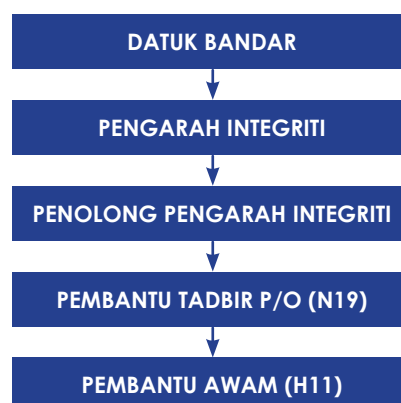 DATUK BANDAR
PENGARAH INTEGRITI
PENOLONG PENGARAH INTEGRITI
PEMBANTU TADBIR P/O (N19)
PEMBANTU AWAM (H11)